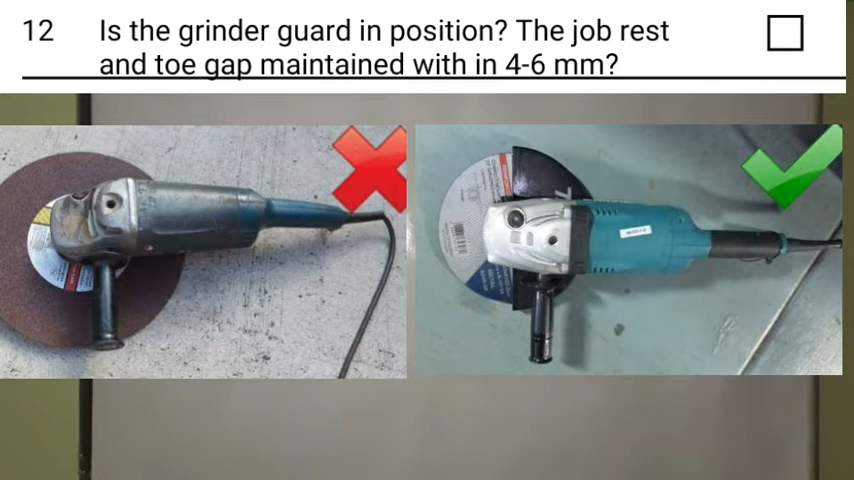 12 Is the grinder guard in position? The job rest
and toe gap maintained with in 4-6 mm?